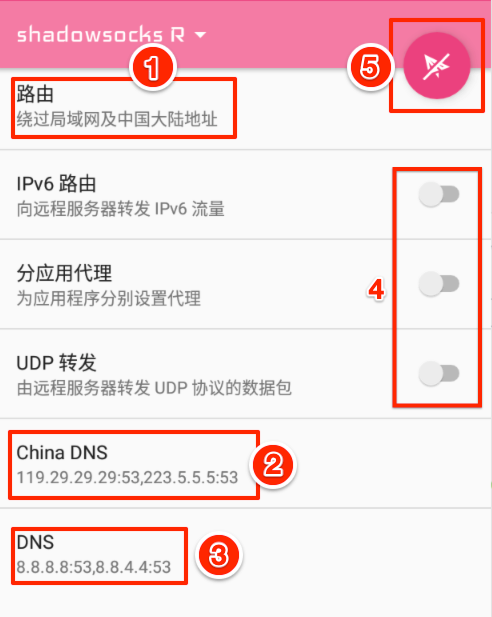 shadowsocks R
1
5
路由
绕过局域网及中国大陆地址
IPv6 路由
向远程服务器转发 IPv6 流量
分应用代理
为应用程序分别设置代理
4
UDP 转发
由远程服务器转发 UDP 协议的数据包
China DNS
119.29.29.29:53,223.5.5.5:53
2
DNS
8.8.8.8:53,8.8.4.4:53
3